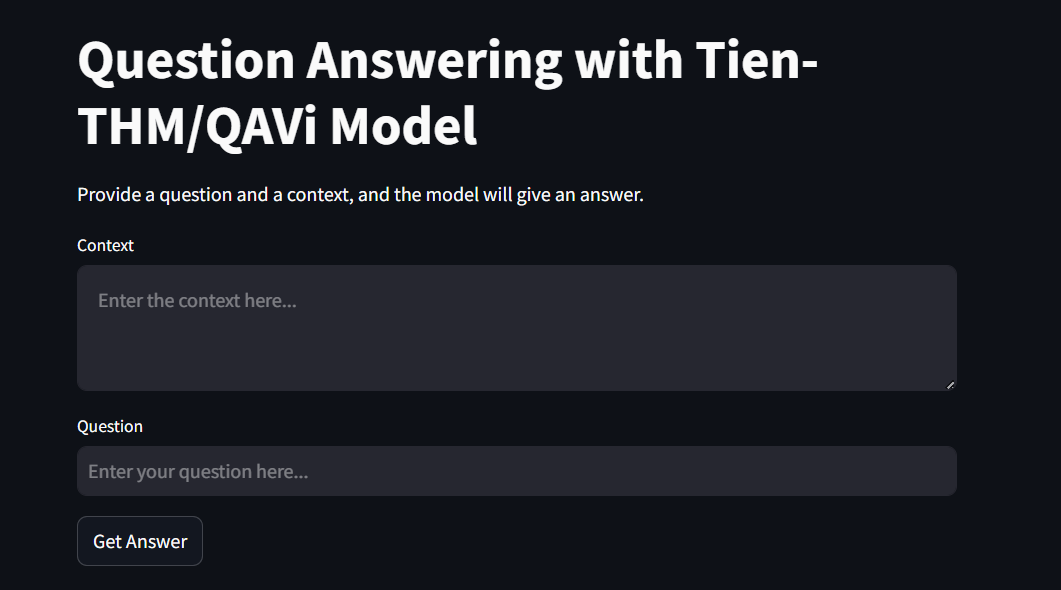 Question Answering with Tien-
THM/QAVi Model
Provide a question and a context, and the model will give an answer.
Context
Enter the context here...
Question
Enter your question here...
Get Answer